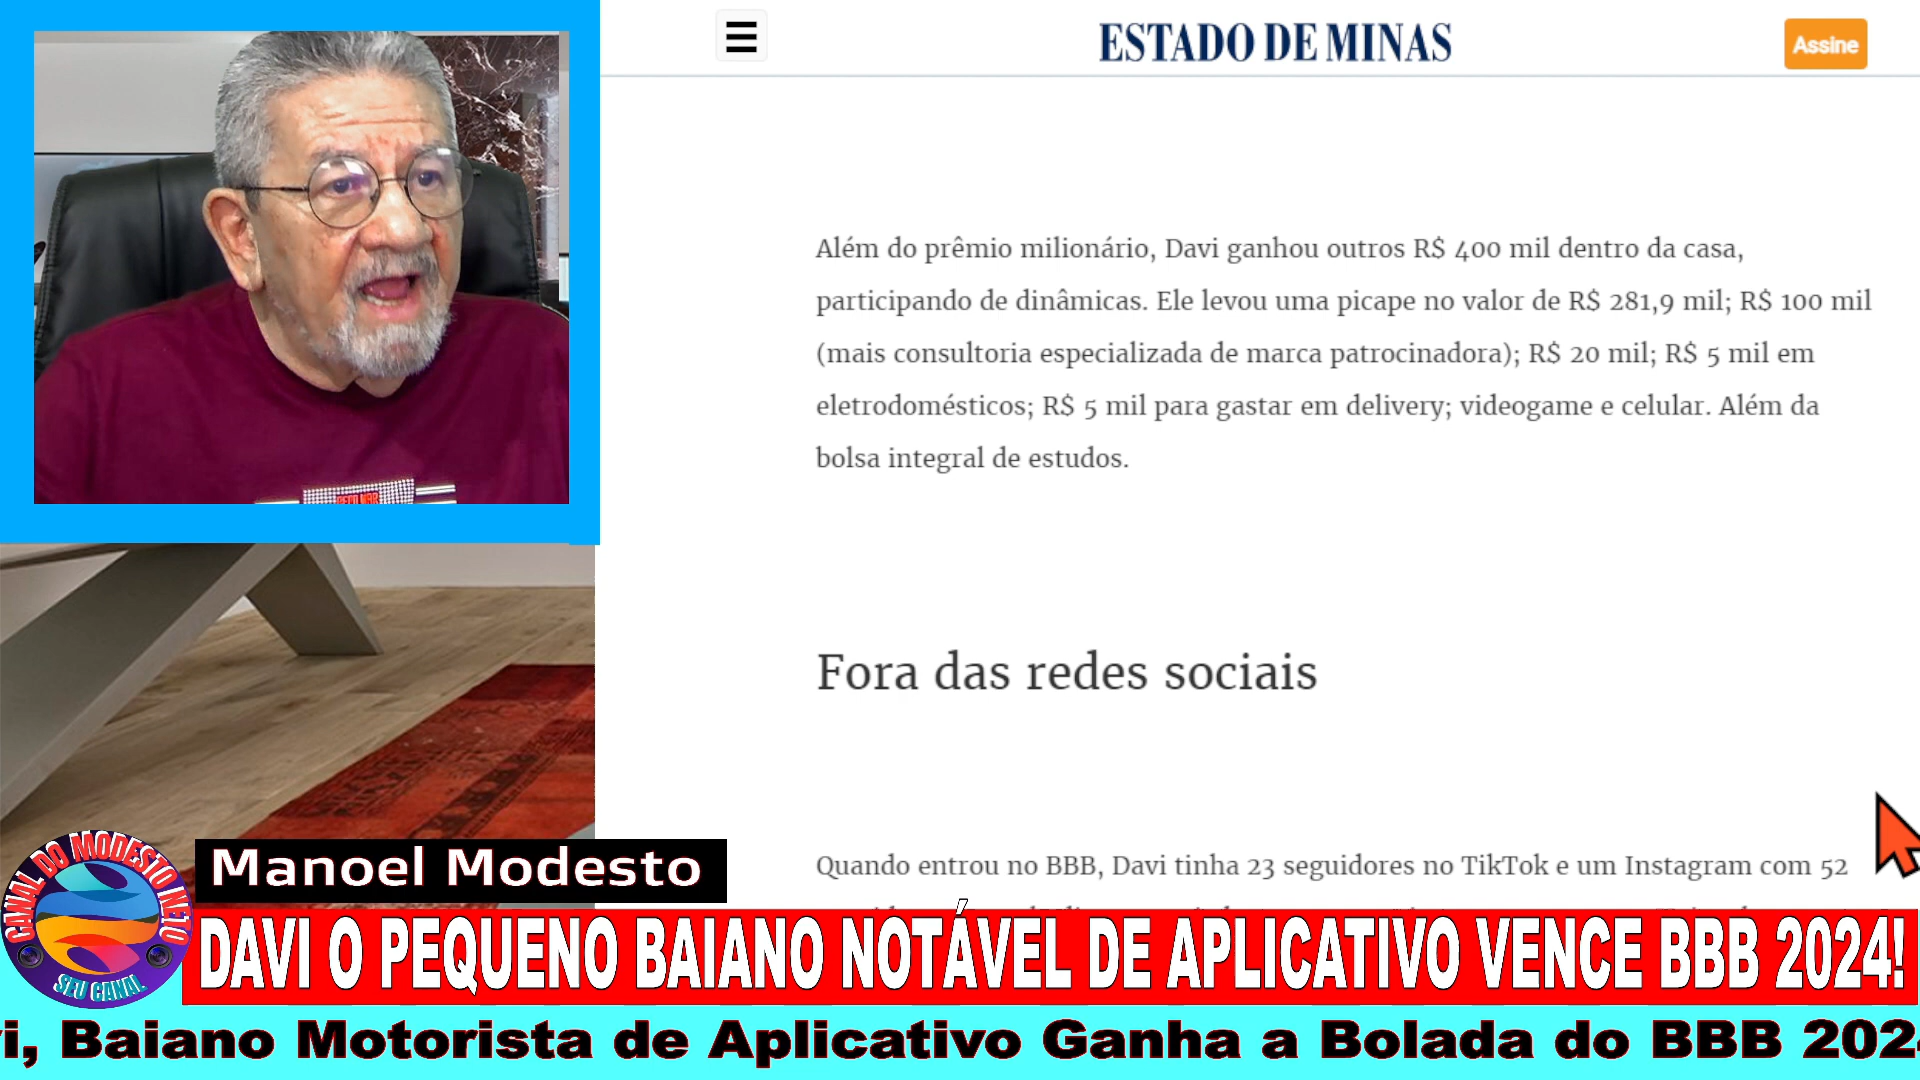 ESTADO DE MINAS
Assine
Além do prêmio milionário, Davi ganhou outros R$ 400 mil dentro da casa,
participando de dinâmicas. Ele levou uma picape no valor de R$ 281,9 mil; R$ 100 mil
(mais consultoria especializada de marca patrocinadora); R$ 20 mil; R$ 5 mil em
eletrodomésticos; R$ 5 mil para gastar em delivery; videogame e celular. Além da
bolsa integral de estudos.
Fora das redes sociais
Quando entrou no BBB, Davi tinha 23 seguidores no TikTok e um Instagram com 52
Manoel Modesto
CANAL DO MODESTO NETO
SEU CANAL
DAVI O PEQUENO BAIANO NOTÁVEL DE APLICATIVO VENCE BBB 2024!
vi, Baiano Motorista de Aplicativo Ganha a Bolada do BBB 202